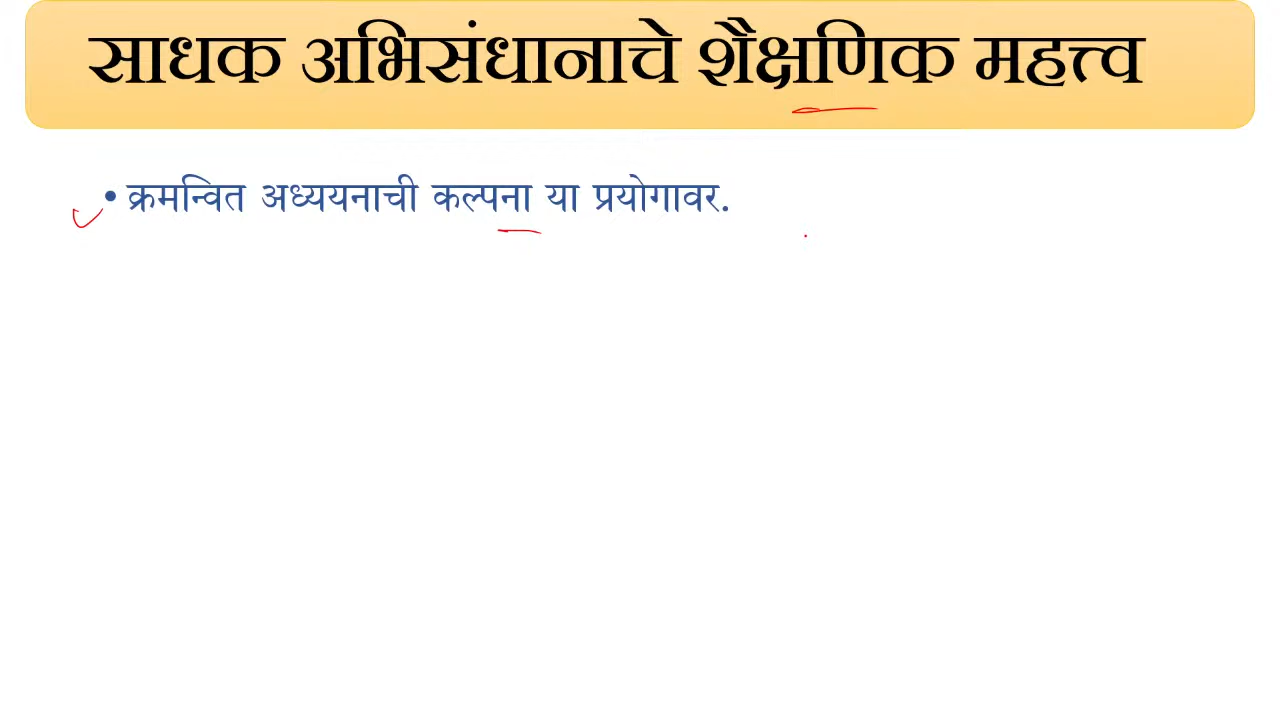 साधक अभिसंधानाचे शैक्षणिक महत्त्व
• क्रमन्वित अध्ययनाची कल्पना या प्रयोगावर.